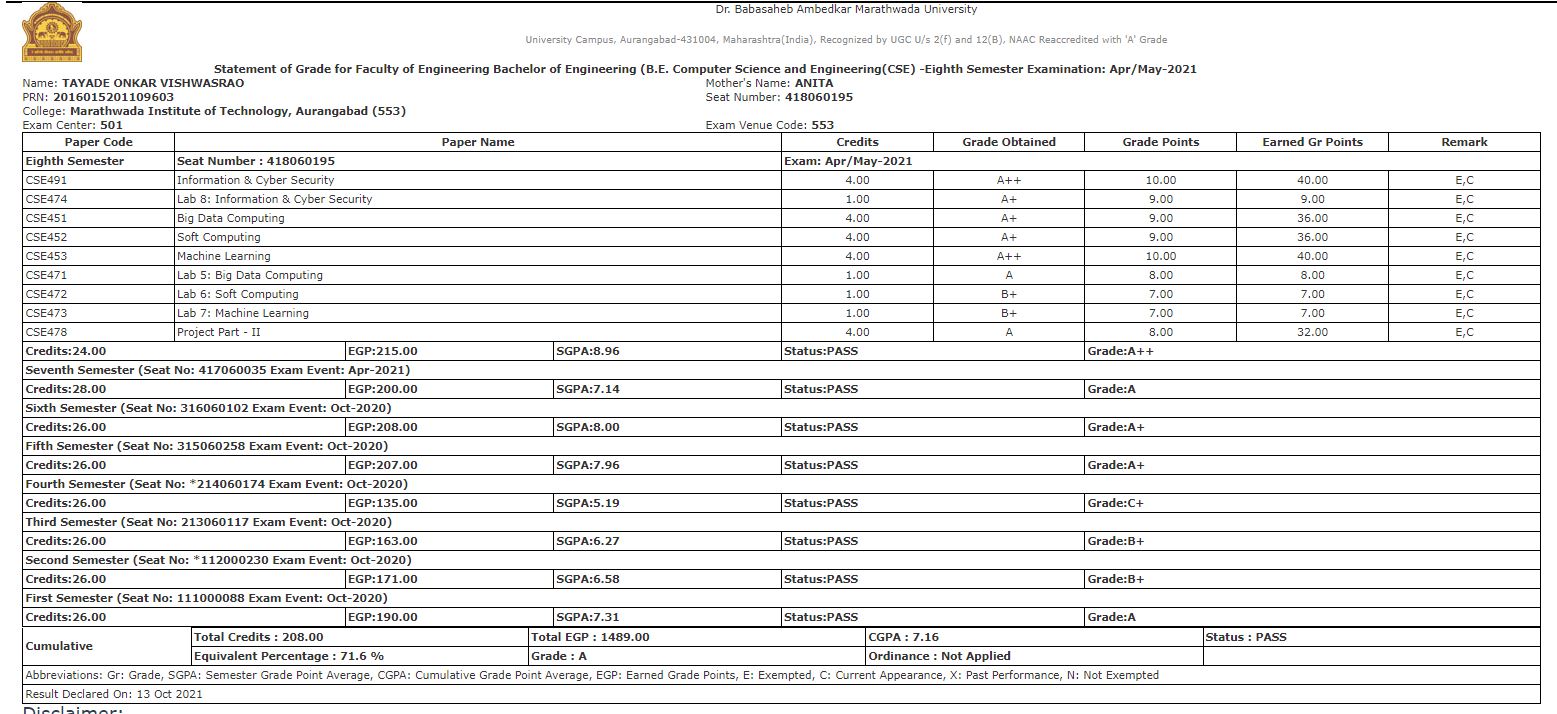 Dr. Babasaheb Ambedkar Marathwada University
University Campus, Aurangabad-431004, Maharashtra(India), Recognized by UGC U/s 2(f) and 12(B), NAAC Reaccredited with 'A' Grade
Statement of Grade for Faculty of Engineering Bachelor of Engineering (B.E. Computer Science and Engineering(CSE) -Eighth Semester Examination: Apr/May-2021
Name: TAYADE ONKAR VISHWASRAO Mother's Name: ANITA
PRN: 2016015201109603 Seat Number: 418060195
College: Marathwada Institute of Technology, Aurangabad (553)
Exam Center: 501 Exam Venue Code: 553
Paper Code Paper Name Credits Grade Obtained Grade Points Earned Gr Points Remark
Eighth Semester Seat Number : 418060195 Exam: Apr/May-2021
CSE491 Information & Cyber Security 4.00 A++ 10.00 40.00 E,C
CSE474 Lab 8: Information & Cyber Security 1.00 A+ 9.00 9.00 E,C
CSE451 Big Data Computing 4.00 A+ 9.00 36.00 E,C
CSE452 Soft Computing 4.00 A+ 9.00 36.00 E,C
CSE453 Machine Learning 4.00 A++ 10.00 40.00 E,C
CSE471 Lab 5: Big Data Computing 1.00 A 8.00 8.00 E,C
CSE472 Lab 6: Soft Computing 1.00 B+ 7.00 7.00 E,C
CSE473 Lab 7: Machine Learning 1.00 B+ 7.00 7.00 E,C
CSE478 Project Part - II 4.00 A 8.00 32.00 E,C
Credits:24.00 EGP:215.00 SGPA:8.96 Status:PASS Grade:A++
Seventh Semester (Seat No: 417060035 Exam Event: Apr-2021)
Credits:28.00 EGP:200.00 SGPA:7.14 Status:PASS Grade:A
Sixth Semester (Seat No: 316060102 Exam Event: Oct-2020)
Credits:26.00 EGP:208.00 SGPA:8.00 Status:PASS Grade:A+
Fifth Semester (Seat No: 315060258 Exam Event: Oct-2020)
Credits:26.00 EGP:207.00 SGPA:7.96 Status:PASS Grade:A+
Fourth Semester (Seat No: *214060174 Exam Event: Oct-2020)
Credits:26.00 EGP:135.00 SGPA:5.19 Status:PASS Grade:C+
Third Semester (Seat No: 213060117 Exam Event: Oct-2020)
Credits:26.00 EGP:163.00 SGPA:6.27 Status:PASS Grade:B+
Second Semester (Seat No: *112000230 Exam Event: Oct-2020)
Credits:26.00 EGP:171.00 SGPA:6.58 Status:PASS Grade:B+
First Semester (Seat No: 111000088 Exam Event: Oct-2020)
Credits:26.00 EGP:190.00 SGPA:7.31 Status:PASS Grade:A
Cumulative
Total Credits : 208.00 Total EGP : 1489.00 CGPA : 7.16 Status : PASS
Equivalent Percentage : 71.6 % Grade : A Ordinance : Not Applied
Abbreviations: Gr: Grade, SGPA: Semester Grade Point Average, CGPA: Cumulative Grade Point Average, EGP: Earned Grade Points, E: Exempted, C: Current Appearance, X: Past Performance, N: Not Exempted
Result Declared On: 13 Oct 2021
Disclaimer: